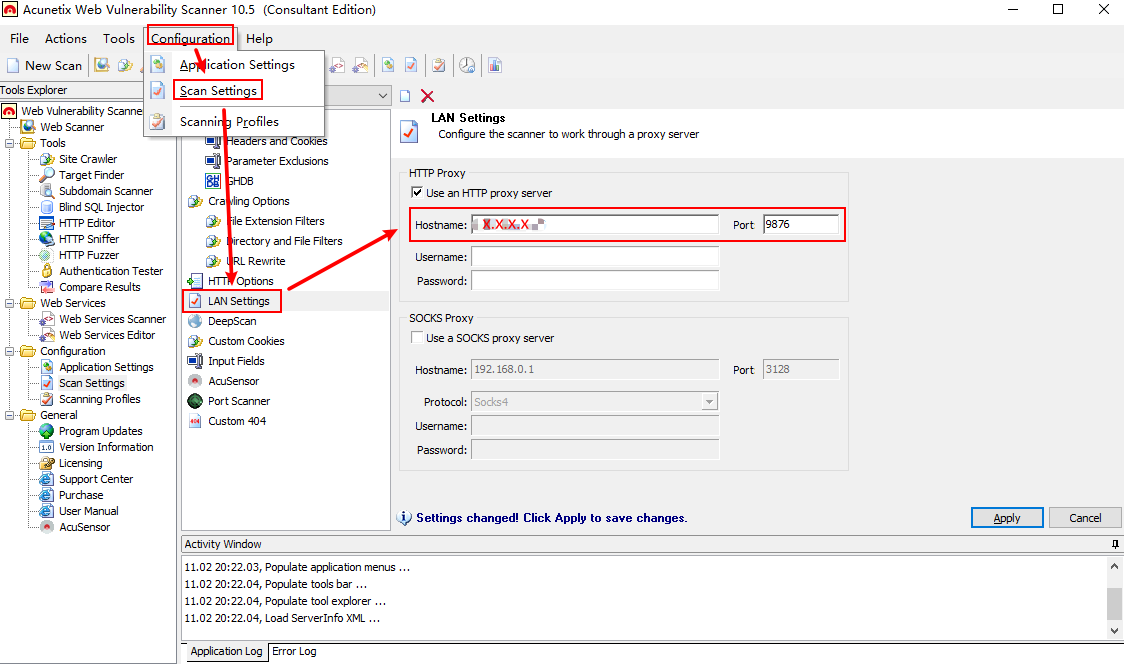 Acunetix Web Vulnerability Scanner 10.5 (Consultant Edition)
File Actions Tools Configuration Help
New Scan
Application Settings
Scan Settings
Scanning Profiles
Tools Explorer
Web Vulnerability Scanner
Web Scanner
Tools
Site Crawler
Target Finder
Subdomain Scanner
Blind SQL Injector
HTTP Editor
HTTP Sniffer
HTTP Fuzzer
Authentication Tester
Compare Results
Web Services
Web Services Scanner
Web Services Editor
Configuration
Application Settings
Scan Settings
Scanning Profiles
General
Program Updates
1.0 Version Information
Licensing
Support Center
Purchase
User Manual
AcuSensor
Headers and Cookies
Parameter Exclusions
GHDB
Crawling Options
File Extension Filters
Directory and File Filters
URL Rewrite
HTTP Options
LAN Settings
DeepScan
Custom Cookies
Input Fields
AcuSensor
Port Scanner
404 Custom 404
LAN Settings
Configure the scanner to work through a proxy server
HTTP Proxy
Use an HTTP proxy server
Hostname: X.X.X.X Port 9876
Username:
Password:
SOCKS Proxy
Use a SOCKS proxy server
Hostname: 192.168.0.1 Port 3128
Protocol: Socks4
Username:
Password:
Settings changed! Click Apply to save changes.
Apply Cancel
Activity Window
11.02 20:22.03, Populate application menus ...
11.02 20:22.04, Populate tools bar ...
11.02 20:22.04, Populate tool explorer ...
11.02 20:22.04, Load ServerInfo XML ...
Application Log Error Log